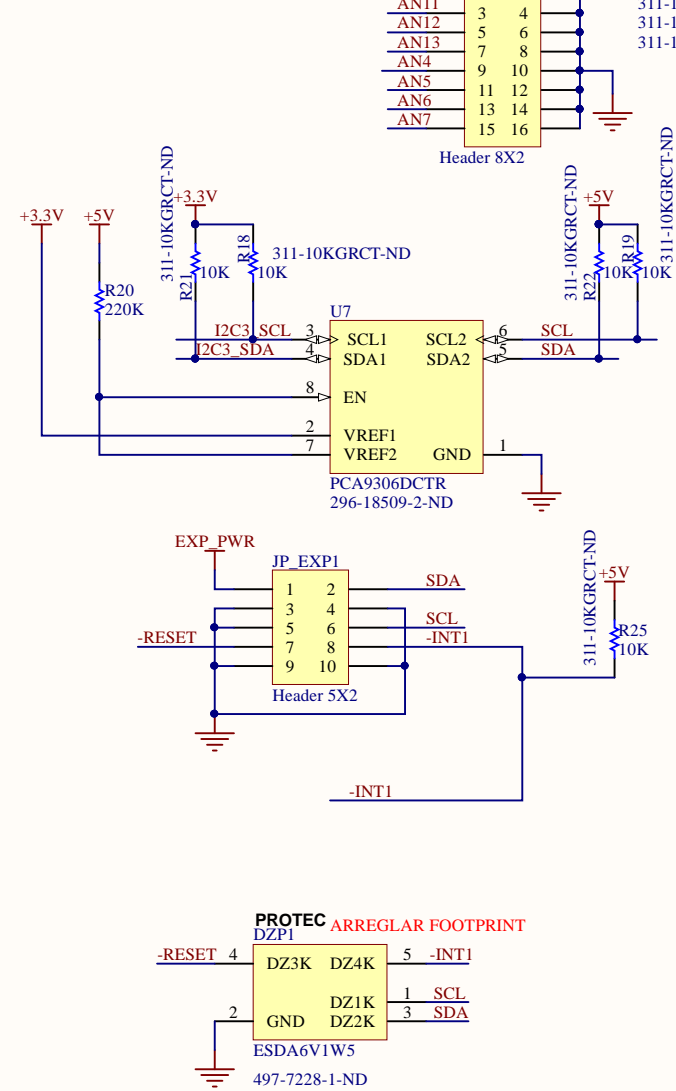 AN11 3 4 311-1
AN12 5 6 311-1
AN13 7 8 311-1
AN4 9 10
AN5 11 12
AN6 13 14
AN7 15 16
Header 8X2
+3.3V
+5V
R20
220K
311-10KGRCT-ND
+3.3V
R21
10K
R18
10K
311-10KGRCT-ND
311-10KGRCT-ND
+5V
R22
10K
R19
10K
311-10KGRCT-ND
U7
I2C3_SCL 3 SCL1 SCL2 6 SCL
I2C3_SDA 4 SDA1 SDA2 5 SDA
8 EN
2 VREF1
7 VREF2 GND 1
PCA9306DCTR
296-18509-2-ND
EXP_PWR
JP_EXP1
1 2 SDA
3 4
5 6 SCL
-RESET 7 8 -INT1
9 10
Header 5X2
311-10KGRCT-ND
+5V
R25
10K
-INT1
PROTEC
ARREGLAR FOOTPRINT
DZP1
-RESET 4 DZ3K DZ4K 5 -INT1
DZ1K 1 SCL
2 GND DZ2K 3 SDA
ESDA6V1W5
497-7228-1-ND